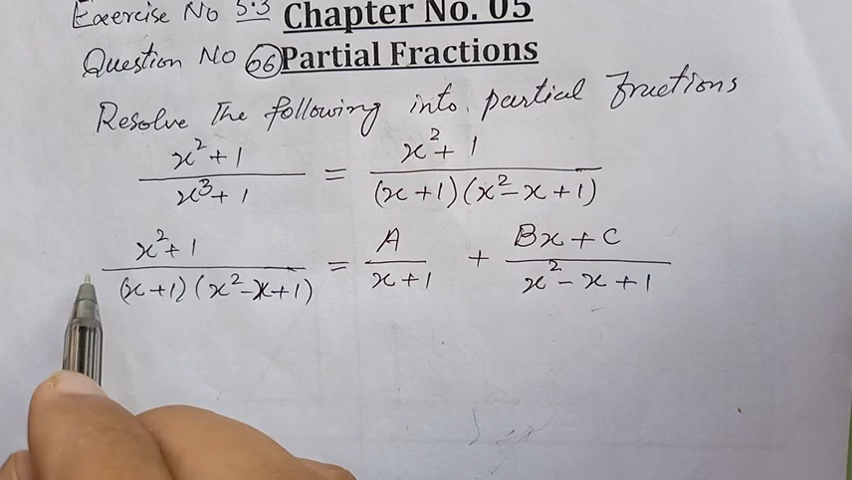 Exercise No 5.3 Chapter No. 05
Question No 06 Partial Fractions
Resolve The following into. partial fractions
x²+1 / x³+1 = x²+1 / (x+1)(x²-x+1)
x²+1 / (x+1)(x²-x+1) = A / x+1 + Bx+C / x²-x+1